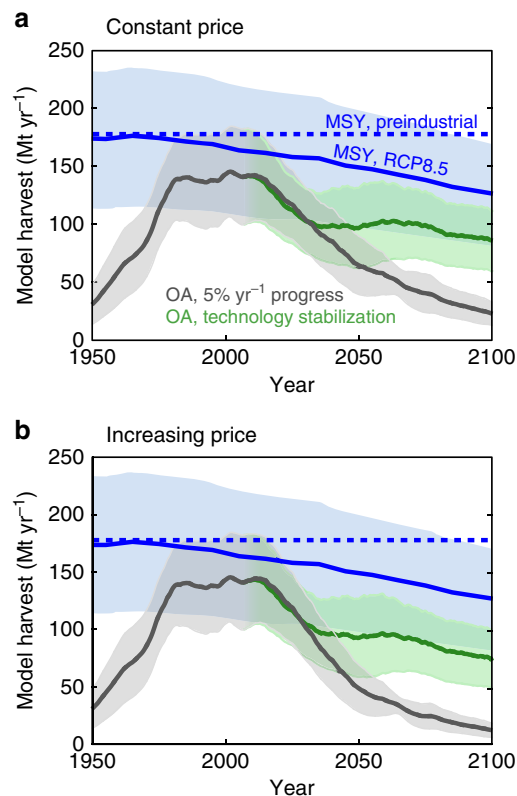 a Constant price
250
200
150
100
50
0
Model harvest (Mt yr⁻¹)
MSY, preindustrial
MSY, RCP8.5
OA, 5% yr⁻¹ progress
OA, technology stabilization
1950 2000 2050 2100
Year
b Increasing price
250
200
150
100
50
0
Model harvest (Mt yr⁻¹)
1950 2000 2050 2100
Year